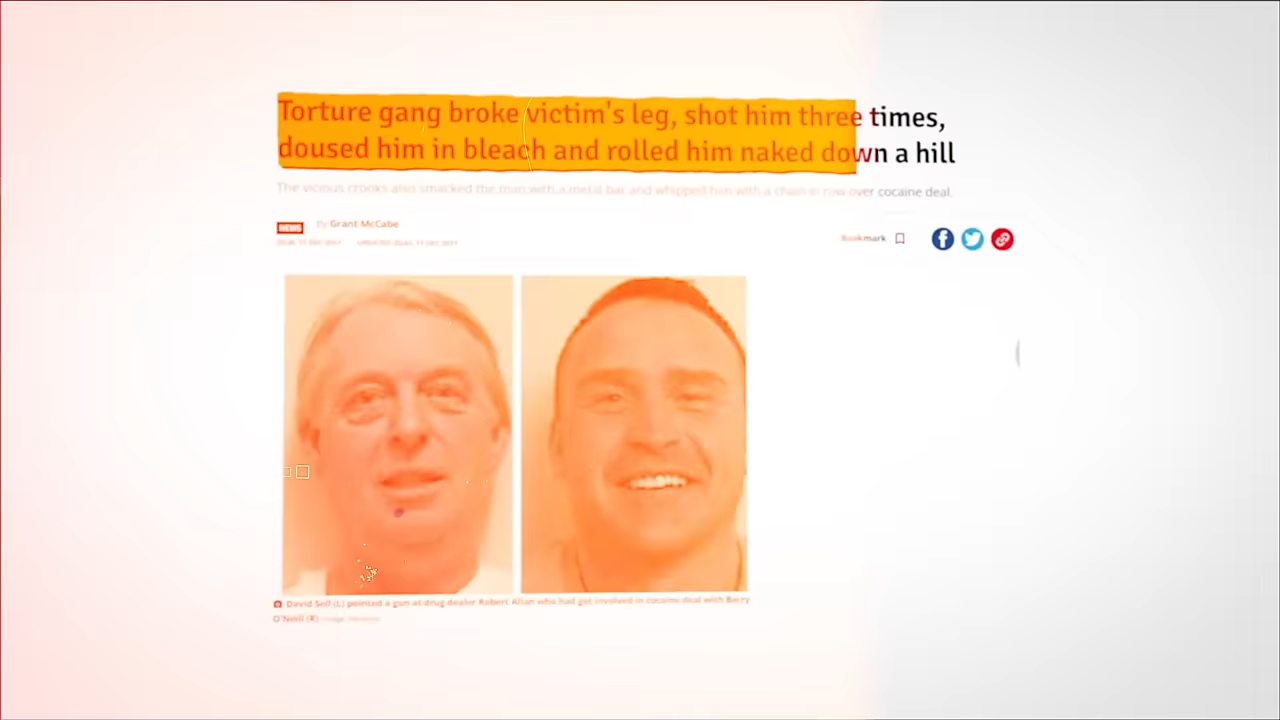 Torture gang broke victim's leg, shot him three times,
doused him in bleach and rolled him naked down a hill
The vicious crooks also smacked the man with a metal bar and whipped him with a chain in row over cocaine deal.
NEWS
By Grant McCabe
Bookmark
David Sell (L) pointed a gun at drug dealer Robert Allan who had got involved in cocaine deal with Barry
O'Neill (R)